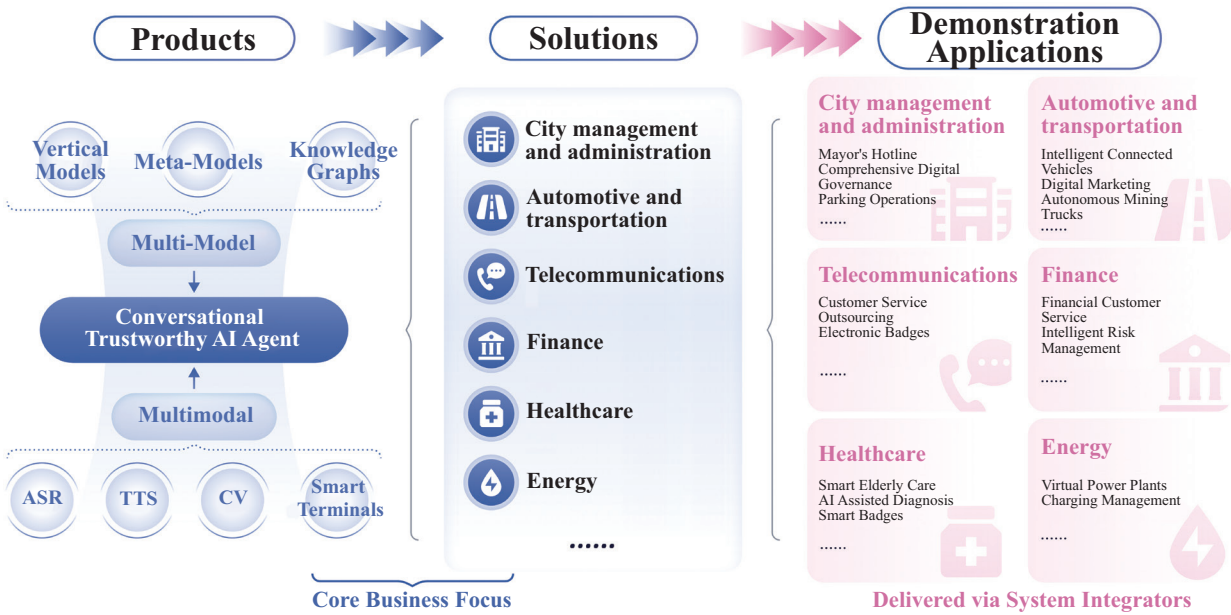 Products
Solutions
Demonstration
Applications
Vertical
Models
Meta-Models
Knowledge
Graphs
Multi-Model
Conversational
Trustworthy AI Agent
Multimodal
ASR
TTS
CV
Smart
Terminals
City management
and administration
Automotive and
transportation
Telecommunications
Finance
Healthcare
Energy
......
Core Business Focus
City management
and administration
Mayor's Hotline
Comprehensive Digital
Governance
Parking Operations
......
Automotive and
transportation
Intelligent Connected
Vehicles
Digital Marketing
Autonomous Mining
Trucks
......
Telecommunications
Customer Service
Outsourcing
Electronic Badges
......
Finance
Financial Customer
Service
Intelligent Risk
Management
......
Healthcare
Smart Elderly Care
AI Assisted Diagnosis
Smart Badges
......
Energy
Virtual Power Plants
Charging Management
......
Delivered via System Integrators